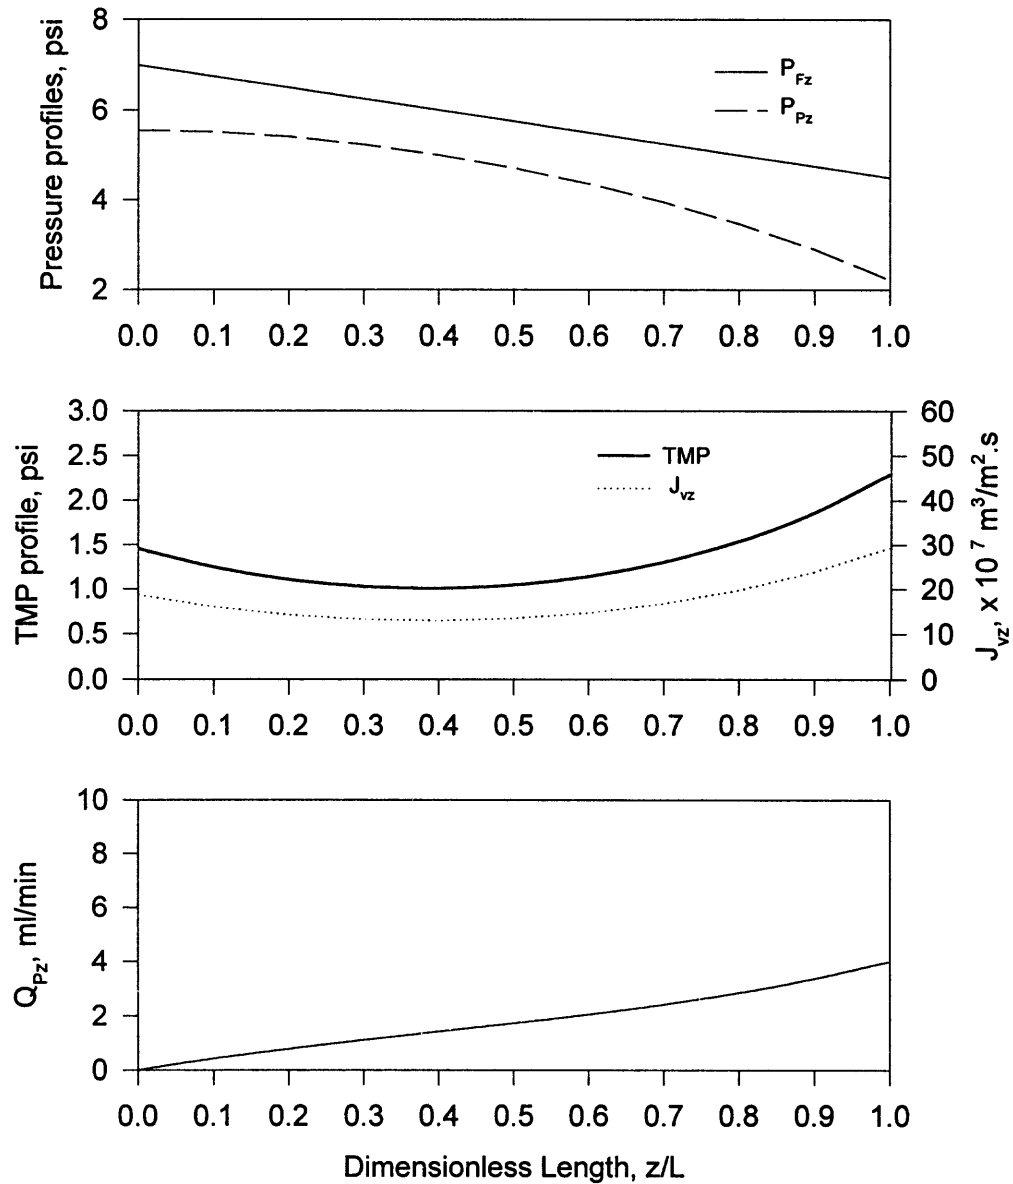 Pressure profiles, psi
8
6
4
2
P_Fz
P_Pz
0.0 0.1 0.2 0.3 0.4 0.5 0.6 0.7 0.8 0.9 1.0
TMP profile, psi
3.0
2.5
2.0
1.5
1.0
0.5
0.0
TMP
J_vz
60
50
40
30
20
10
0
J_vz, x 10^7 m^3/m^2.s
0.0 0.1 0.2 0.3 0.4 0.5 0.6 0.7 0.8 0.9 1.0
Q_Pz, ml/min
10
8
6
4
2
0
0.0 0.1 0.2 0.3 0.4 0.5 0.6 0.7 0.8 0.9 1.0
Dimensionless Length, z/L